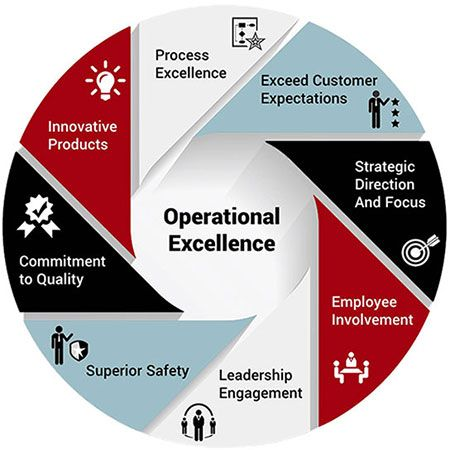 Process
Excellence
Exceed Customer
Expectations
Strategic
Direction
And Focus
Employee
Involvement
Leadership
Engagement
Superior Safety
Commitment
to Quality
Innovative
Products
Operational
Excellence